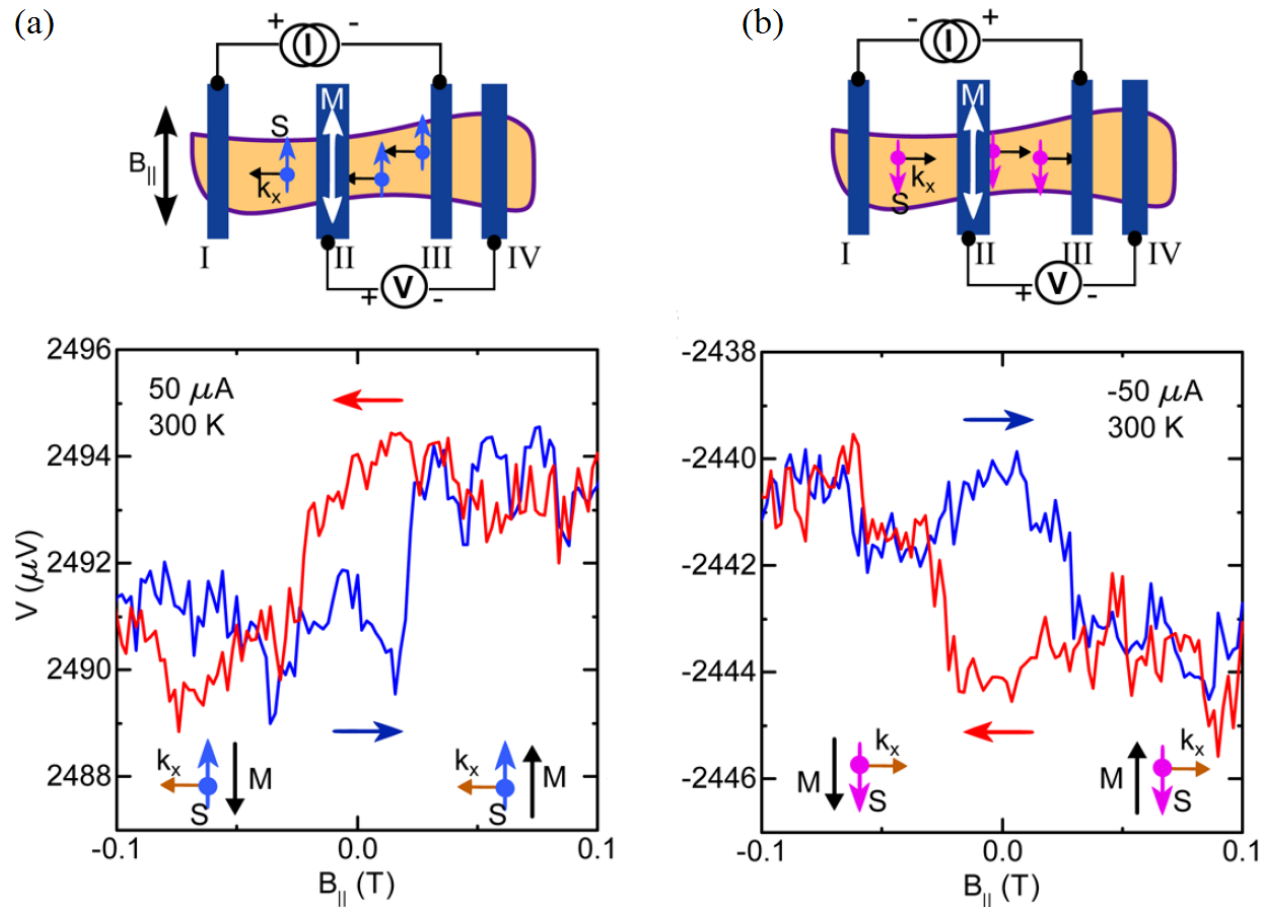 (a)
+ I -
M
S
B||
kx
I II III IV
+ V -
2496
2494
2492
2490
2488
V (μV)
50 μA
300 K
kx M
S
kx M
S
-0.1 0.0 0.1
B|| (T)
(b)
- I +
M
kx
S
I II III IV
+ V -
-2438
-2440
-2442
-2444
-2446
-50 μA
300 K
kx
M S
kx
M S
-0.1 0.0 0.1
B|| (T)